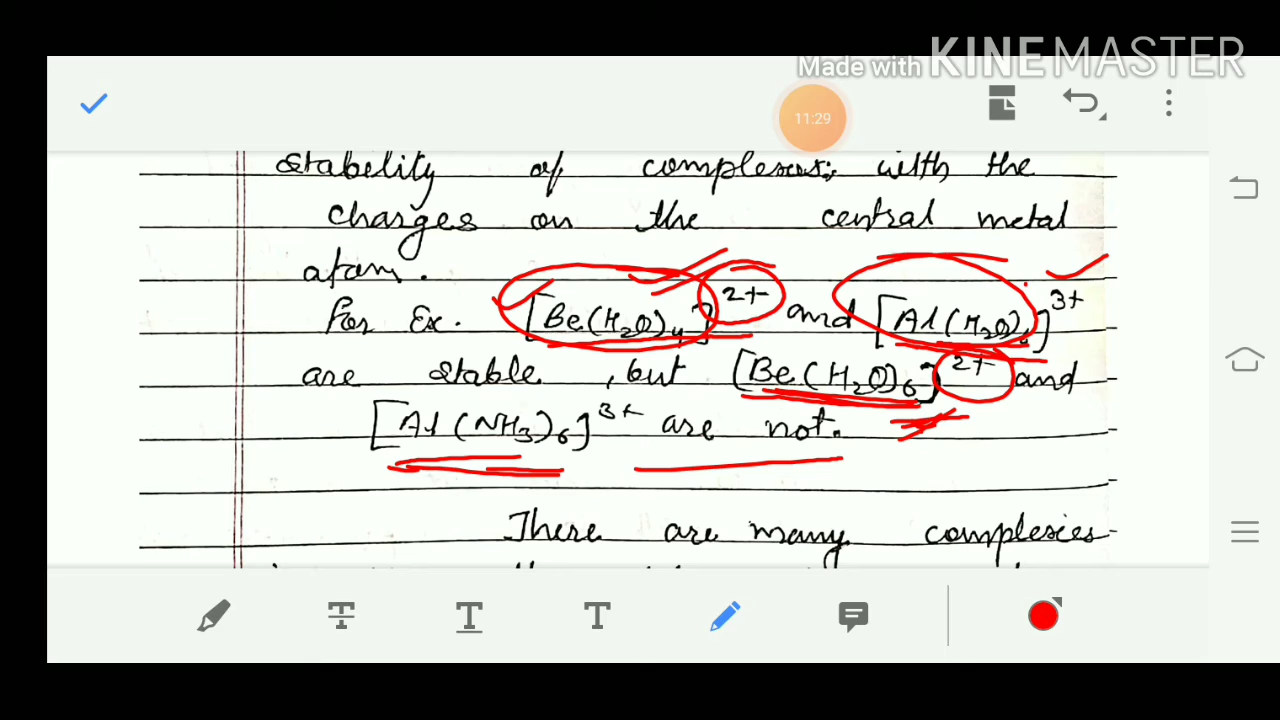 Made with KINEMASTER
11:29
stabelity of complexes; with the
charges on the central metal
atom.
For Ex. [Be(H2O)4]2+ and [Al(H2O)6]3+
are stable, but [Be(H2O)6]2+ and
[Al(NH3)6]3+ are not.
There are many complexies
T T T